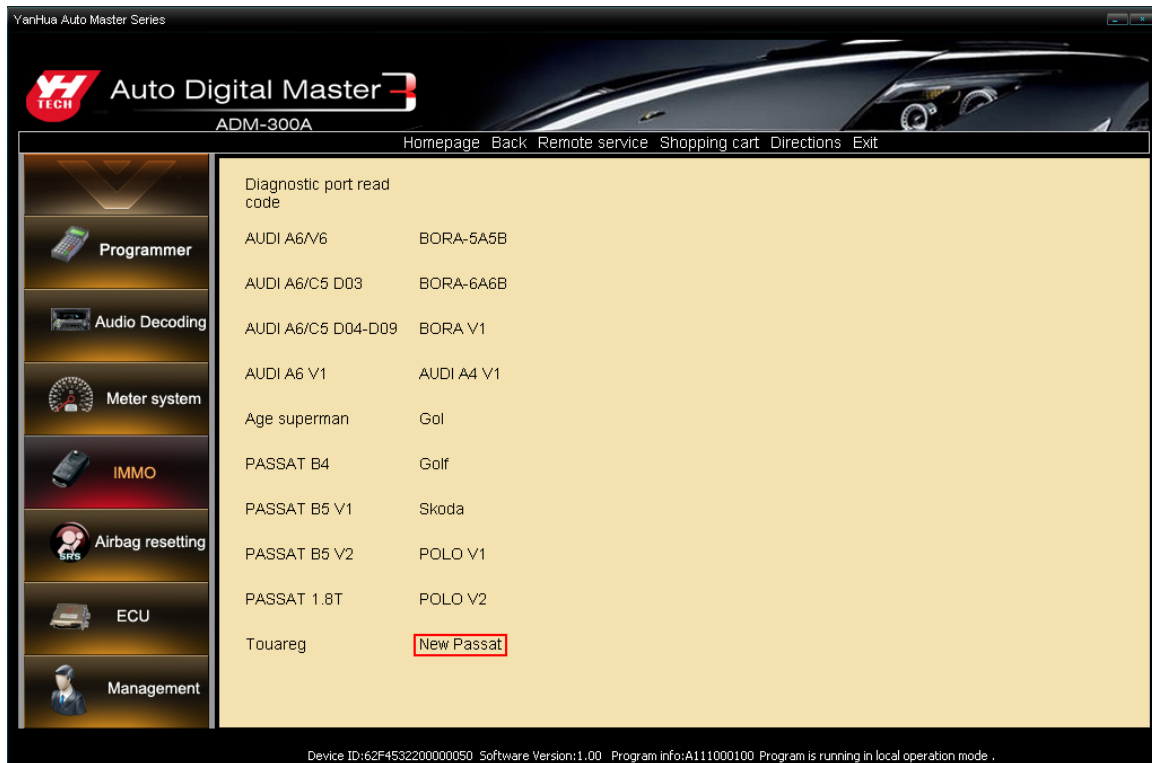 YanHua Auto Master Series
YH TECH
Auto Digital Master 3
ADM-300A
Homepage Back Remote service Shopping cart Directions Exit
Programmer
Audio Decoding
Meter system
IMMO
SRS
Airbag resetting
ECU
Management
Diagnostic port read
code
AUDI A6/V6 BORA-5A5B
AUDI A6/C5 D03 BORA-6A6B
AUDI A6/C5 D04-D09 BORA V1
AUDI A6 V1 AUDI A4 V1
Age superman Gol
PASSAT B4 Golf
PASSAT B5 V1 Skoda
PASSAT B5 V2 POLO V1
PASSAT 1.8T POLO V2
Touareg New Passat
Device ID:62F4532200000050 Software Version:1.00 Program info:A111000100 Program is running in local operation mode .